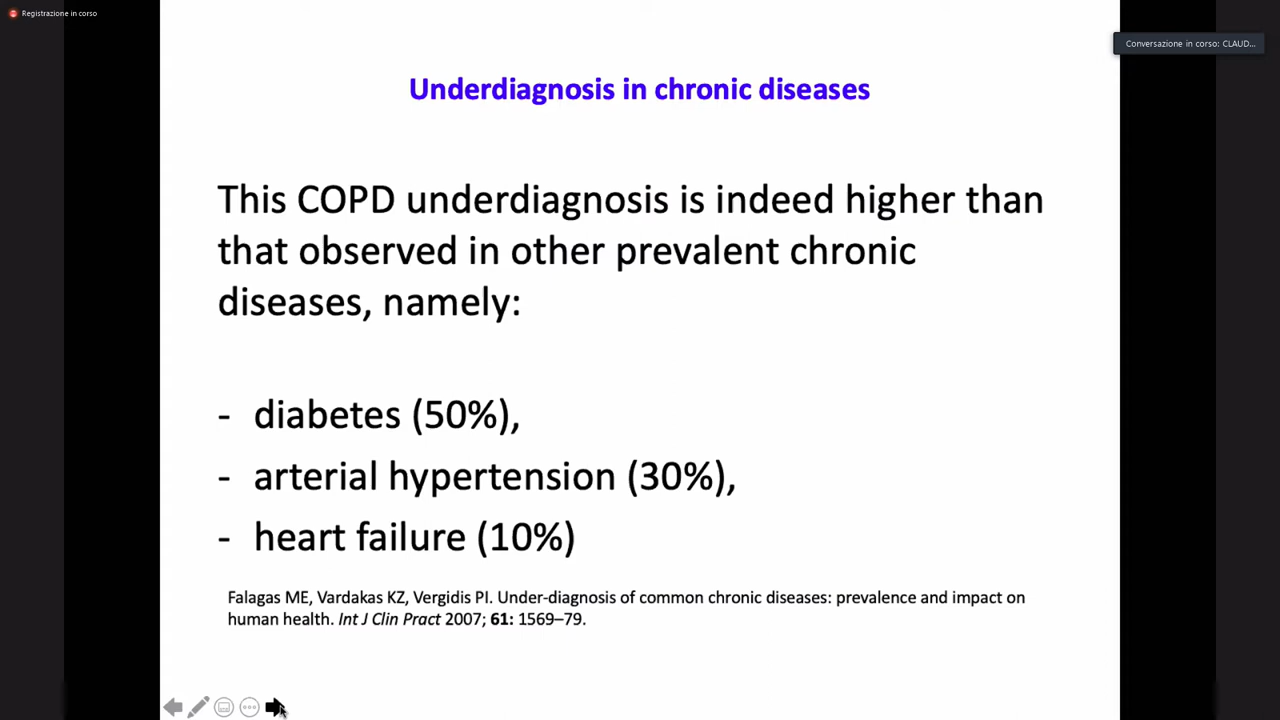 Registrazione in corso
Conversazione in corso: CLAUD...
Underdiagnosis in chronic diseases
This COPD underdiagnosis is indeed higher than
that observed in other prevalent chronic
diseases, namely:
- diabetes (50%),
- arterial hypertension (30%),
- heart failure (10%)
Falagas ME, Vardakas KZ, Vergidis PI. Under-diagnosis of common chronic diseases: prevalence and impact on
human health. Int J Clin Pract 2007; 61: 1569–79.